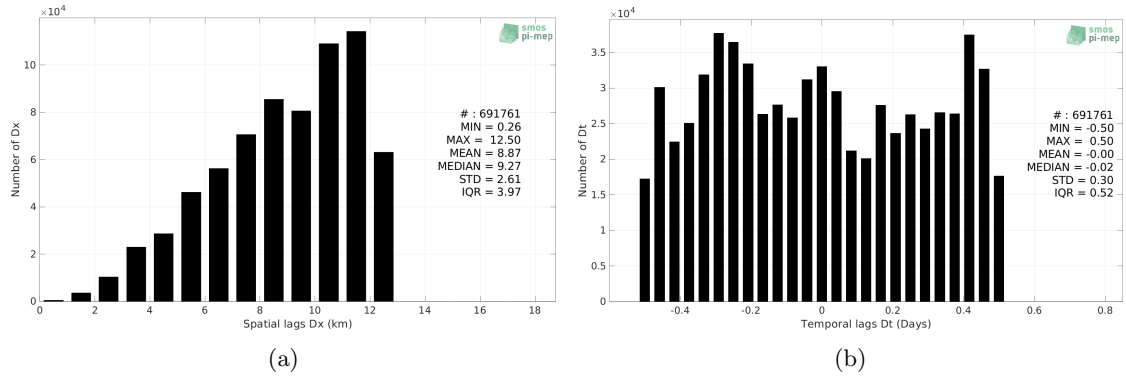 ×10⁴
10
8
6
4
2
0
0 2 4 6 8 10 12 14 16 18
Number of Dx
Spatial lags Dx (km)
smos
pi-mep
# : 691761
MIN = 0.26
MAX = 12.50
MEAN = 8.87
MEDIAN = 9.27
STD = 2.61
IQR = 3.97
(a)
×10⁴
3.5
3
2.5
2
1.5
1
0.5
0
-0.4 -0.2 0 0.2 0.4 0.6 0.8
Number of Dt
Temporal lags Dt (Days)
smos
pi-mep
# : 691761
MIN = -0.50
MAX = 0.50
MEAN = -0.00
MEDIAN = -0.02
STD = 0.30
IQR = 0.52
(b)